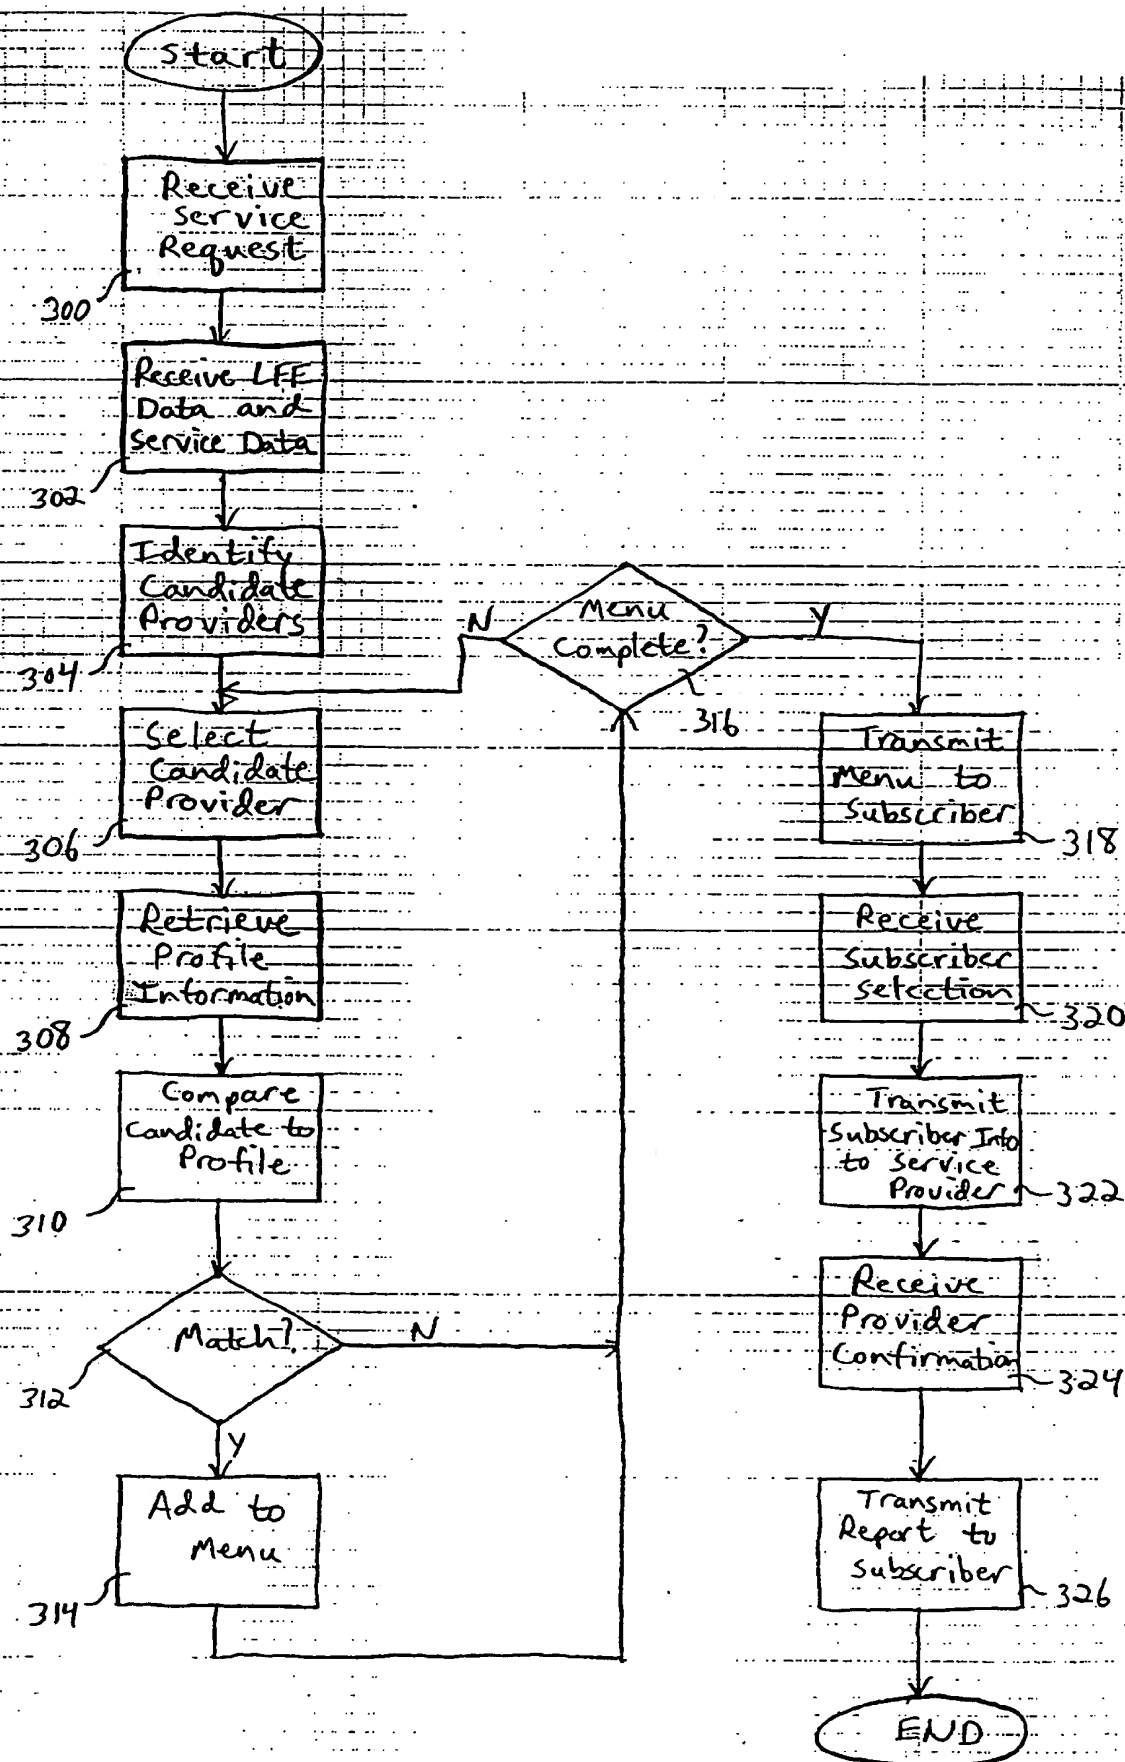 Start
Receive
Service
Request
300
Receive LFF
Data and
Service Data
302
Identify
Candidate
Providers
304
Select
Candidate
Provider
306
Retrieve
Profile
Information
308
Compare
Candidate to
Profile
310
Match?
N
312
Y
Add to
Menu
314
Menu
Complete?
N
Y
316
Transmit
Menu to
Subscriber
318
Receive
Subscriber
Selection
320
Transmit
Subscriber Info
to Service
Provider
322
Receive
Provider
Confirmation
324
Transmit
Report to
Subscriber
326
END